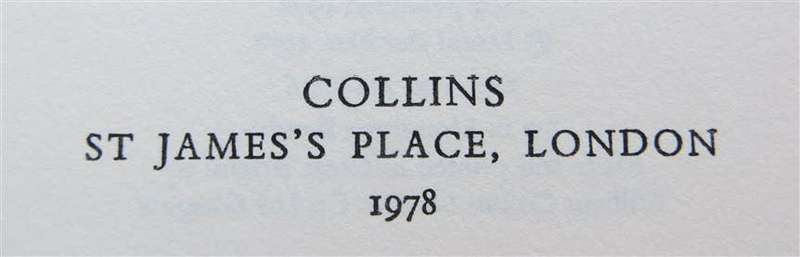 COLLINS
ST JAMES'S PLACE, LONDON
1978